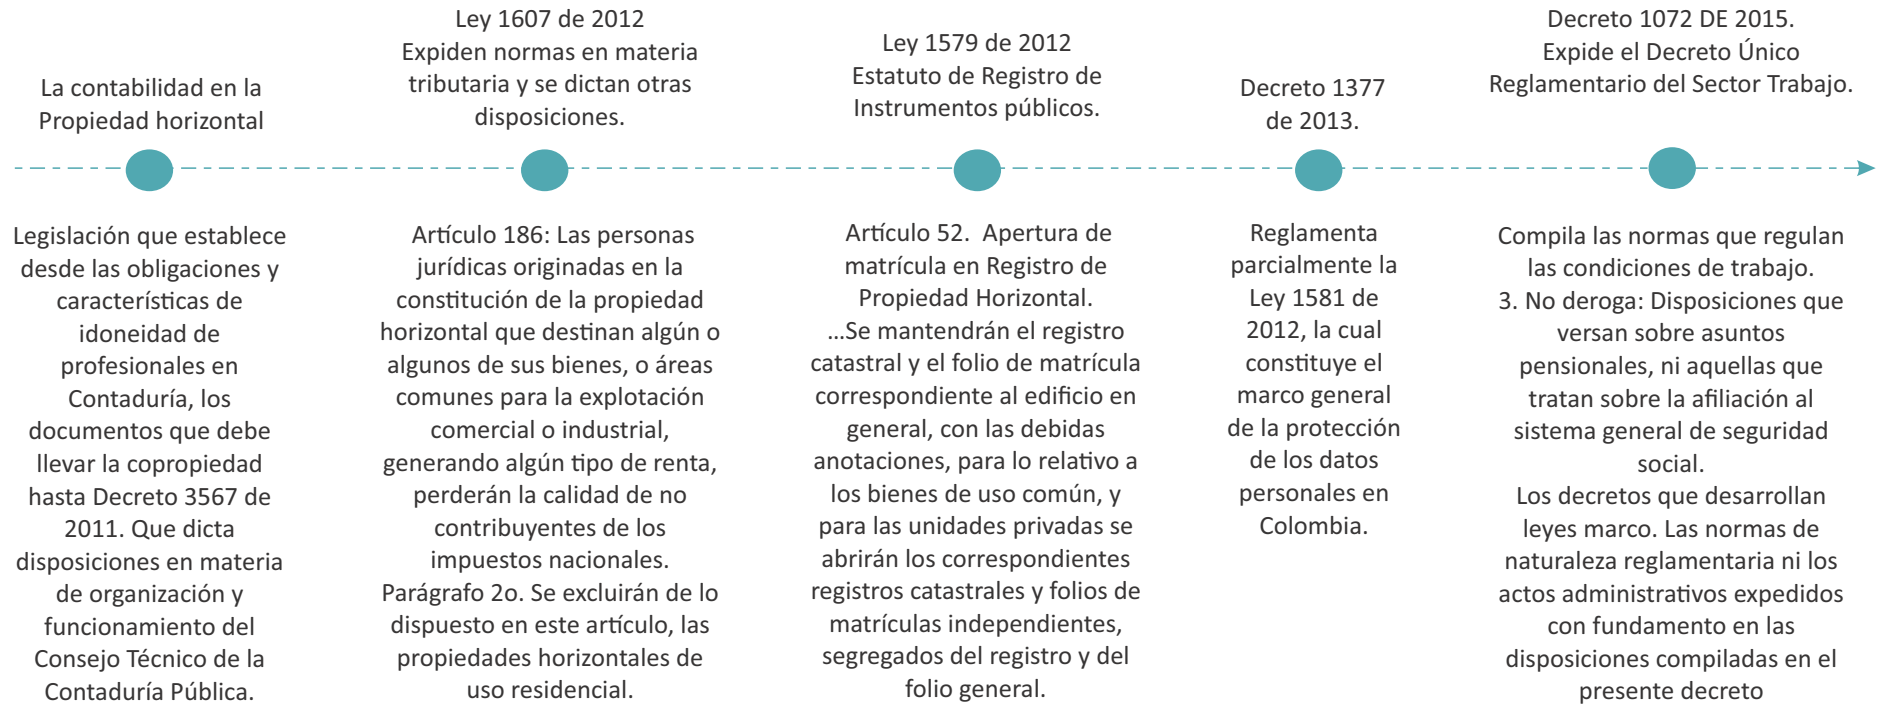 La contabilidad en la
Propiedad horizontal
Legislación que establece
desde las obligaciones y
características de
idoneidad de
profesionales en
Contaduría, los
documentos que debe
llevar la copropiedad
hasta Decreto 3567 de
2011. Que dicta
disposiciones en materia
de organización y
funcionamiento del
Consejo Técnico de la
Contaduría Pública.
Ley 1607 de 2012
Expiden normas en materia
tributaria y se dictan otras
disposiciones.
Artículo 186: Las personas
jurídicas originadas en la
constitución de la propiedad
horizontal que destinan algún o
algunos de sus bienes, o áreas
comunes para la explotación
comercial o industrial,
generando algún tipo de renta,
perderán la calidad de no
contribuyentes de los
impuestos nacionales.
Parágrafo 2o. Se excluirán de lo
dispuesto en este artículo, las
propiedades horizontales de
uso residencial.
Ley 1579 de 2012
Estatuto de Registro de
Instrumentos públicos.
Artículo 52. Apertura de
matrícula en Registro de
Propiedad Horizontal.
...Se mantendrán el registro
catastral y el folio de matrícula
correspondiente al edificio en
general, con las debidas
anotaciones, para lo relativo a
los bienes de uso común, y
para las unidades privadas se
abrirán los correspondientes
registros catastrales y folios de
matrículas independientes,
segregados del registro y del
folio general.
Decreto 1377
de 2013.
Reglamenta
parcialmente la
Ley 1581 de
2012, la cual
constituye el
marco general
de la protección
de los datos
personales en
Colombia.
Decreto 1072 DE 2015.
Expide el Decreto Único
Reglamentario del Sector Trabajo.
Compila las normas que regulan
las condiciones de trabajo.
3. No deroga: Disposiciones que
versan sobre asuntos
pensionales, ni aquellas que
tratan sobre la afiliación al
sistema general de seguridad
social.
Los decretos que desarrollan
leyes marco. Las normas de
naturaleza reglamentaria ni los
actos administrativos expedidos
con fundamento en las
disposiciones compiladas en el
presente decreto